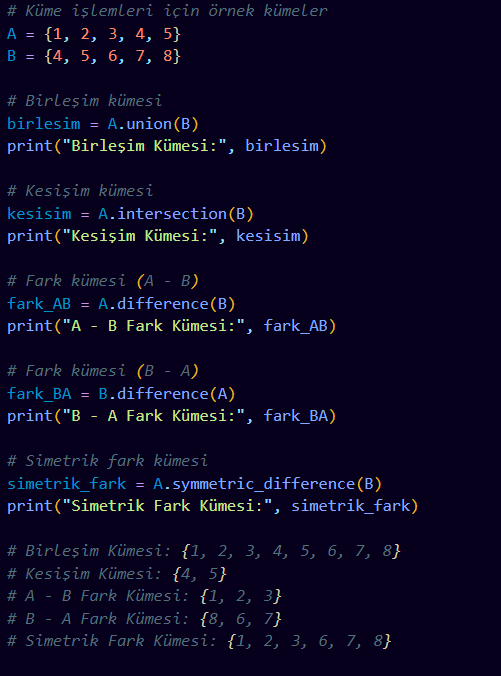 # Küme işlemleri için örnek kümeler
A = {1, 2, 3, 4, 5}
B = {4, 5, 6, 7, 8}
# Birleşim kümesi
birlesim = A.union(B)
print("Birleşim Kümesi:", birlesim)
# Kesişim kümesi
kesisim = A.intersection(B)
print("Kesişim Kümesi:", kesisim)
# Fark kümesi (A - B)
fark_AB = A.difference(B)
print("A - B Fark Kümesi:", fark_AB)
# Fark kümesi (B - A)
fark_BA = B.difference(A)
print("B - A Fark Kümesi:", fark_BA)
# Simetrik fark kümesi
simetrik_fark = A.symmetric_difference(B)
print("Simetrik Fark Kümesi:", simetrik_fark)
# Birleşim Kümesi: {1, 2, 3, 4, 5, 6, 7, 8}
# Kesişim Kümesi: {4, 5}
# A - B Fark Kümesi: {1, 2, 3}
# B - A Fark Kümesi: {8, 6, 7}
# Simetrik Fark Kümesi: {1, 2, 3, 6, 7, 8}